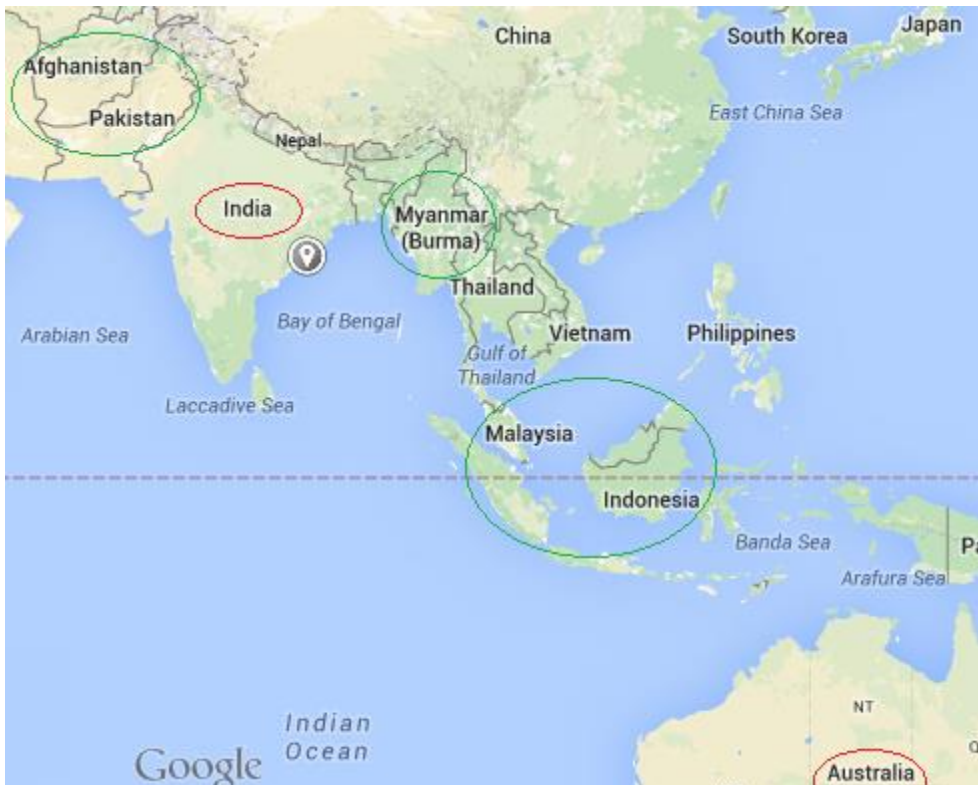 China
South Korea
Japan
Afghanistan
Pakistan
East China Sea
Nepal
India
Myanmar
(Burma)
Thailand
Bay of Bengal
Arabian Sea
Vietnam
Philippines
Gulf of
Thailand
Laccadive Sea
Malaysia
Indonesia
Banda Sea
Pa
Arafura Sea
NT
Indian
Ocean
Q
Google
Australia